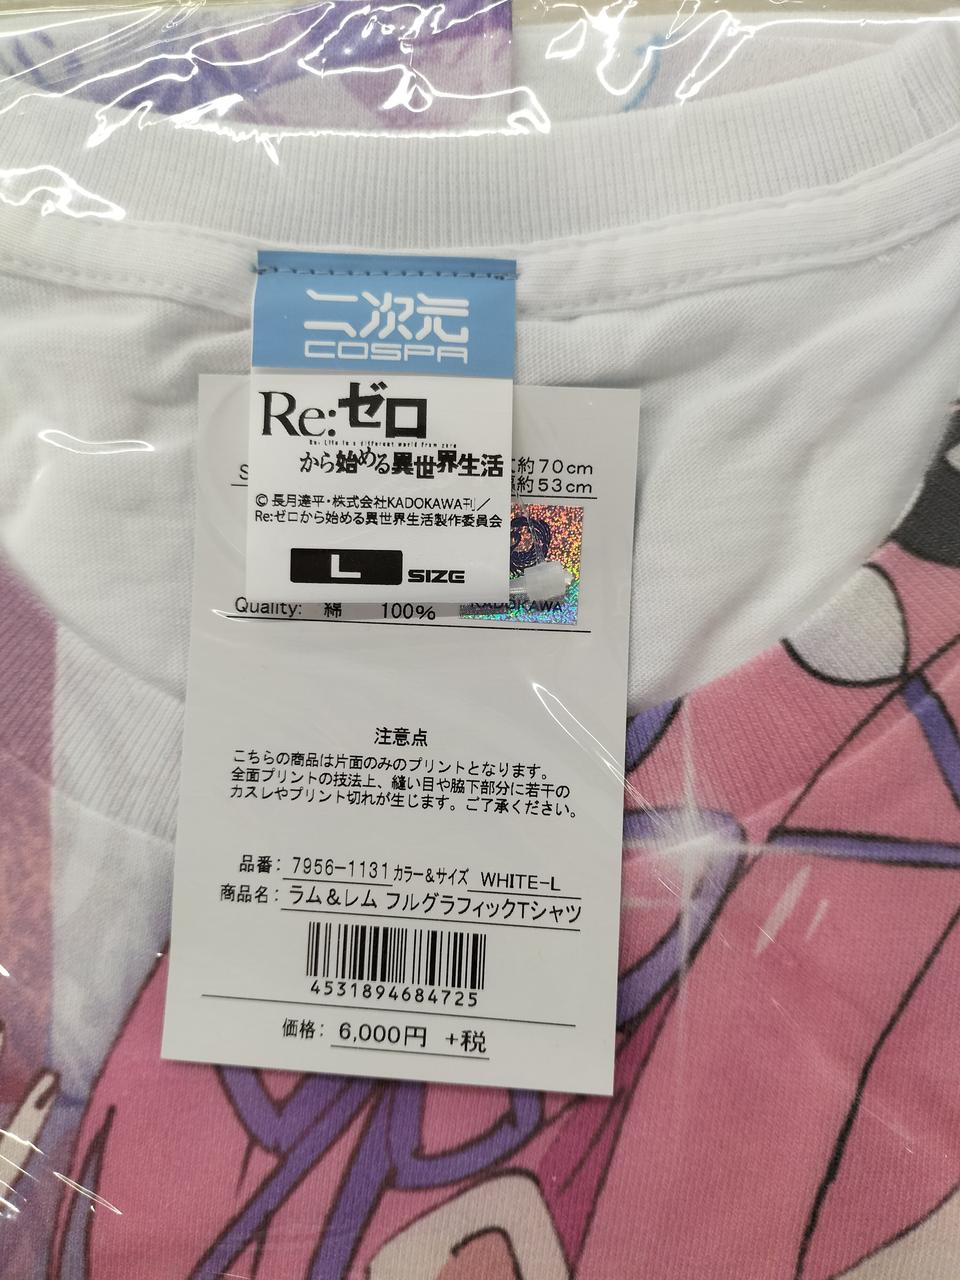 二次元
COSPA
Re:ゼロ
Re: Life in a different world from zero
から始める異世界生活
© 長月達平・株式会社KADOKAWA刊／
Re:ゼロから始める異世界生活製作委員会
L SIZE
約70cm
約53cm
KADOKAWA
Quality: 綿 100%
注意点
こちらの商品は片面のみのプリントとなります。
全面プリントの技法上、縫い目や脇下部分に若干の
カスレやプリント切れが生じます。ご了承ください。
品番: 7956-1131 カラー&サイズ WHITE-L
商品名: ラム&レム フルグラフィックTシャツ
4531894684725
価格: 6,000円 +税